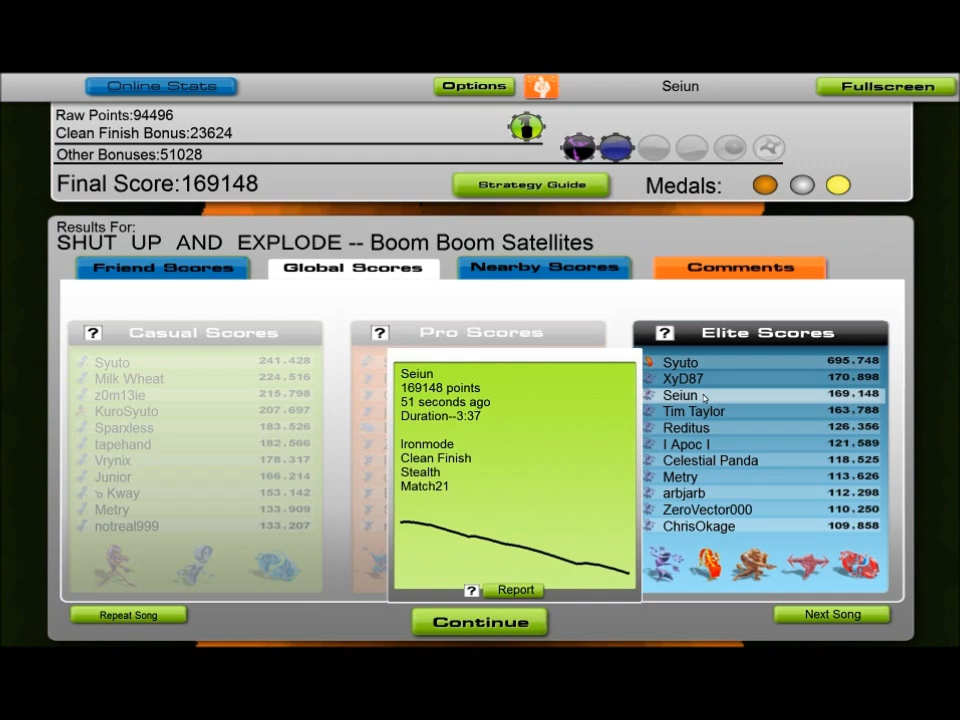 Online Stats
Options
Seiun
Fullscreen
Raw Points:94496
Clean Finish Bonus:23624
Other Bonuses:51028
Final Score:169148
Strategy Guide
Medals:
Results For:
SHUT UP AND EXPLODE -- Boom Boom Satellites
Friend Scores
Global Scores
Nearby Scores
Comments
? Casual Scores
Syuto 241.428
Milk Wheat 224.516
z0m13ie 215.798
KuroSyuto 207.697
Sparxless 183.526
tapehand 182.566
Vrynix 178.317
Junior 166.214
Kway 153.142
Metry 133.909
notreal999 133.207
? Pro Scores
Seiun
169148 points
51 seconds ago
Duration--3:37
Ironmode
Clean Finish
Stealth
Match21
? Report
? Elite Scores
Syuto 695.748
XyD87 170.898
Seiun 169.148
Tim Taylor 163.788
Reditus 126.356
I Apoc I 121.589
Celestial Panda 118.525
Metry 113.626
arbjarb 112.298
ZeroVector000 110.250
ChrisOkage 109.858
Repeat Song
Continue
Next Song